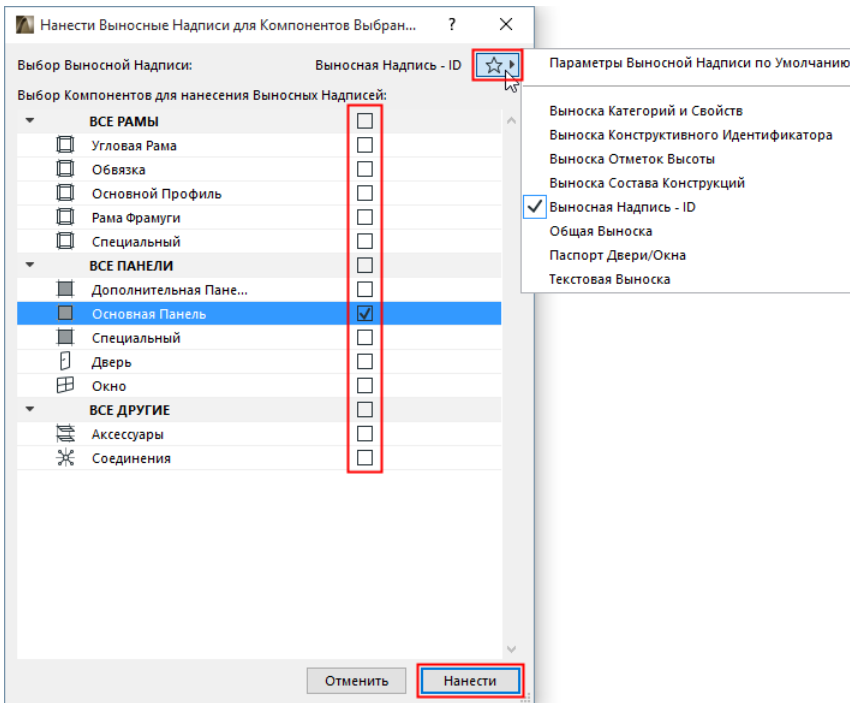 Нанести Выносные Надписи для Компонентов Выбран... ?
Выбор Выносной Надписи: Выносная Надпись - ID
Выбор Компонентов для нанесения Выносных Надписей:
ВСЕ РАМЫ
Угловая Рама
Обвязка
Основной Профиль
Рама Фрамуги
Специальный
ВСЕ ПАНЕЛИ
Дополнительная Пане...
Основная Панель
Специальный
Дверь
Окно
ВСЕ ДРУГИЕ
Аксессуары
Соединения
Отменить Нанести
Параметры Выносной Надписи по Умолчанию
Выноска Категорий и Свойств
Выноска Конструктивного Идентификатора
Выноска Отметок Высоты
Выноска Состава Конструкций
Выносная Надпись - ID
Общая Выноска
Паспорт Двери/Окна
Текстовая Выноска